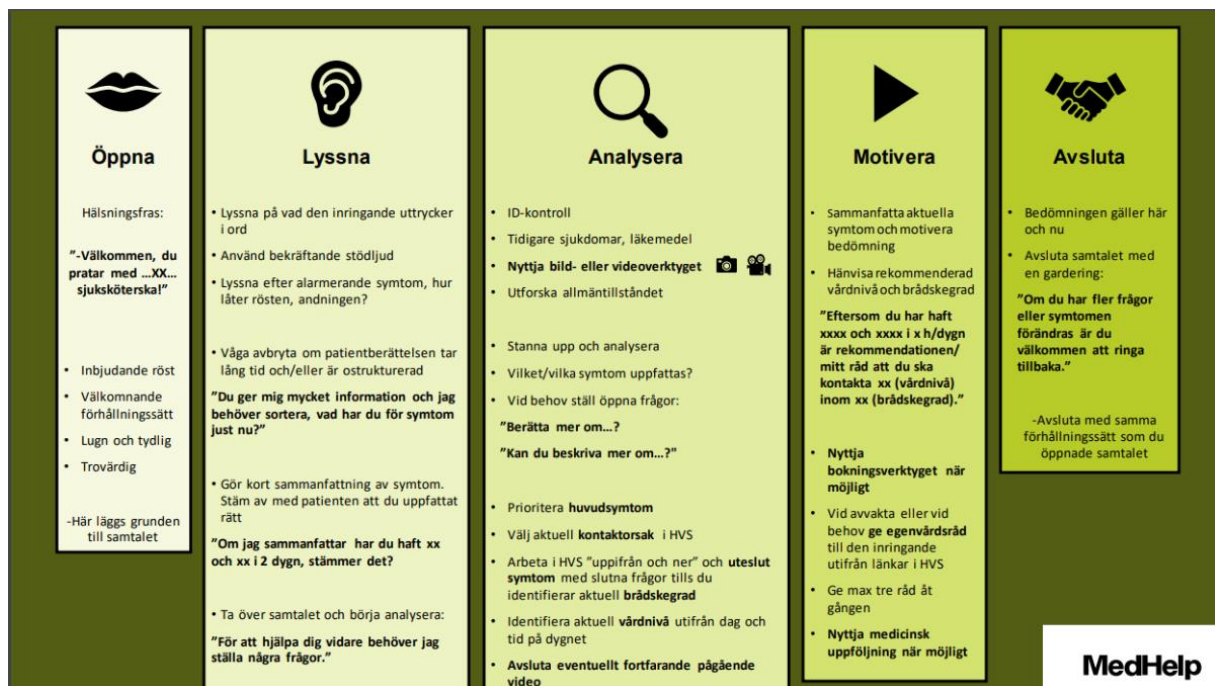 Öppna
Hälsningsfras:
"-Välkommen, du
pratar med ...XX...
sjuksköterska!"
• Inbjudande röst
• Välkomnande
förhållningssätt
• Lugn och tydlig
• Trovärdig
-Här läggs grunden
till samtalet
Lyssna
• Lyssna på vad den inringande uttrycker
i ord
• Använd bekräftande stödljud
• Lyssna efter alarmerande symtom, hur
låter rösten, andningen?
• Våga avbryta om patientberättelsen tar
lång tid och/eller är ostrukturerad
"Du ger mig mycket information och jag
behöver sortera, vad har du för symtom
just nu?"
• Gör kort sammanfattning av symtom.
Stäm av med patienten att du uppfattat
rätt
"Om jag sammanfattar har du haft xx
och xx i 2 dygn, stämmer det?
• Ta över samtalet och börja analysera:
"För att hjälpa dig vidare behöver jag
ställa några frågor."
Analysera
• ID-kontroll
• Tidigare sjukdomar, läkemedel
• Nyttja bild- eller videoverktyget
• Utforska allmäntillståndet
• Stanna upp och analysera
• Vilket/vilka symtom uppfattas?
• Vid behov ställ öppna frågor:
"Berätta mer om...?
"Kan du beskriva mer om...?"
• Prioritera huvudsymtom
• Välj aktuell kontaktorsak i HVS
• Arbeta i HVS "uppifrån och ner" och uteslut
symtom med slutna frågor tills du
identifierar aktuell brådskegrad
• Identifiera aktuell vårdnivå utifrån dag och
tid på dygnet
• Avsluta eventuellt fortfarande pågående
video
Motivera
• Sammanfatta aktuella
symtom och motivera
bedömning
• Hänvisa rekommenderad
vårdnivå och brådskegrad
"Eftersom du har haft
xxxx och xxxx i x h/dygn
är rekommendationen/
mitt råd att du ska
kontakta xx (vårdnivå)
inom xx (brådskegrad)."
• Nyttja
bokningsverktyget när
möjligt
• Vid avvakta eller vid
behov ge egenvårdsråd
till den inringande
utifrån länkar i HVS
• Ge max tre råd åt
gången
• Nyttja medicinsk
uppföljning när möjligt
Avsluta
• Bedömningen gäller här
och nu
• Avsluta samtalet med
en gardering:
"Om du har fler frågor
eller symtomen
förändras är du
välkommen att ringa
tillbaka."
-Avsluta med samma
förhållningssätt som du
öppnade samtalet
MedHelp